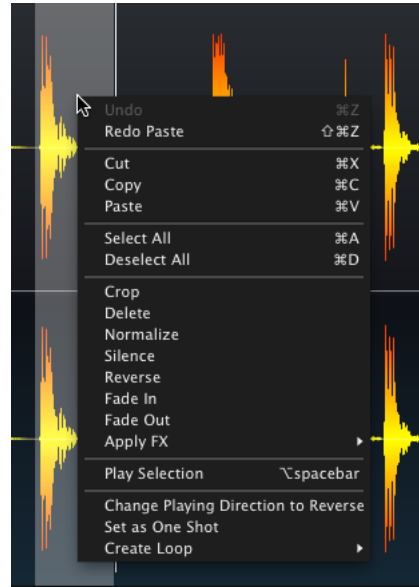 Undo ⌘Z
Redo Paste ⇧⌘Z
Cut ⌘X
Copy ⌘C
Paste ⌘V
Select All ⌘A
Deselect All ⌘D
Crop
Delete
Normalize
Silence
Reverse
Fade In
Fade Out
Apply FX
Play Selection ⌥spacebar
Change Playing Direction to Reverse
Set as One Shot
Create Loop